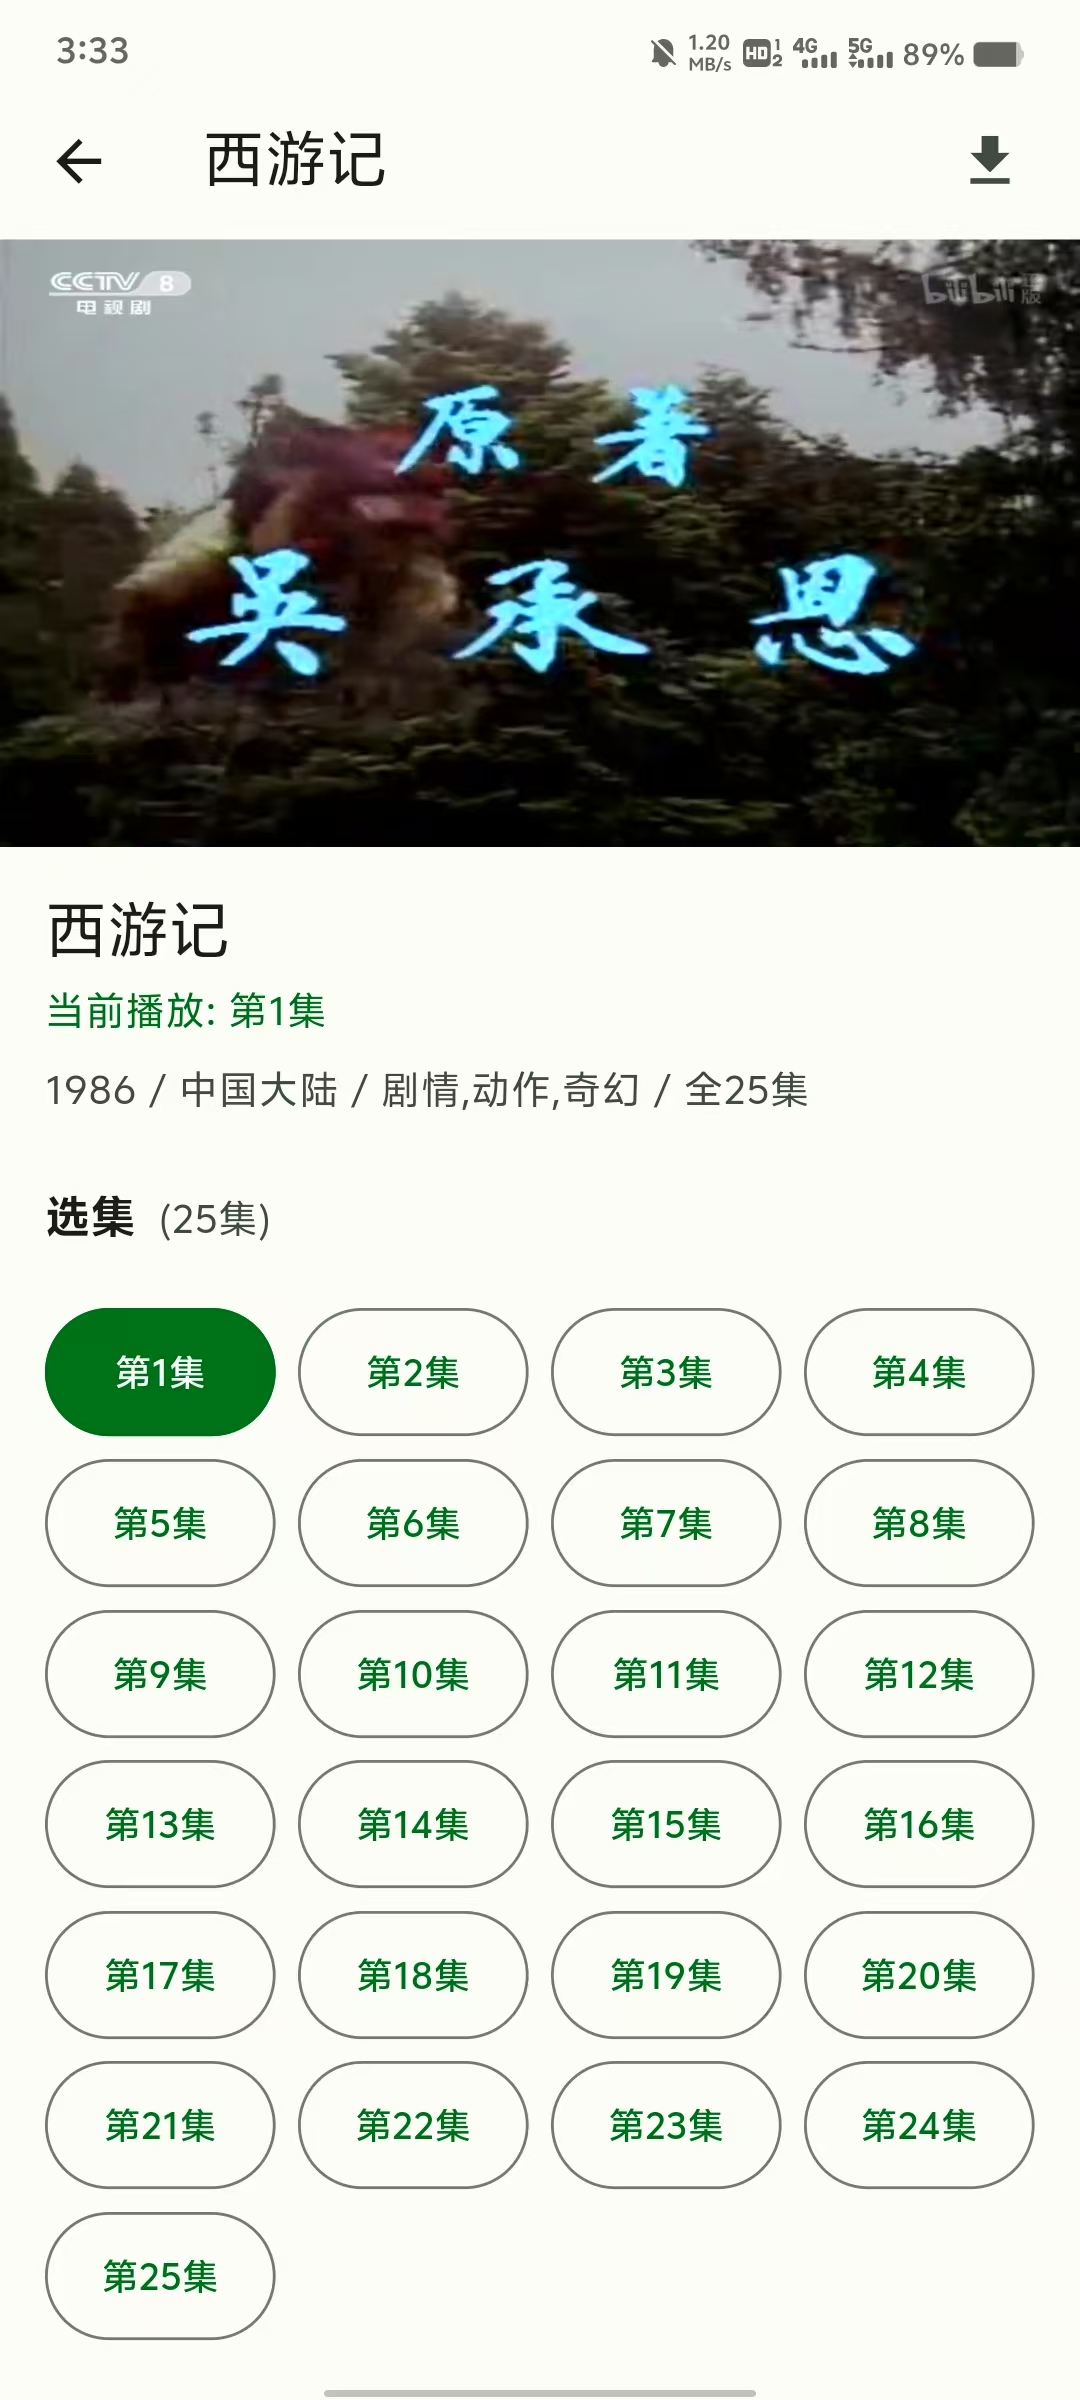 3:33
1.20 MB/s HD 1 2 4G 5G 89%
西游记
CCTV 8
电视剧
bilibili 正版
原著
吴承恩
西游记
当前播放: 第1集
1986 / 中国大陆 / 剧情,动作,奇幻 / 全25集
选集 (25集)
第1集 第2集 第3集 第4集
第5集 第6集 第7集 第8集
第9集 第10集 第11集 第12集
第13集 第14集 第15集 第16集
第17集 第18集 第19集 第20集
第21集 第22集 第23集 第24集
第25集